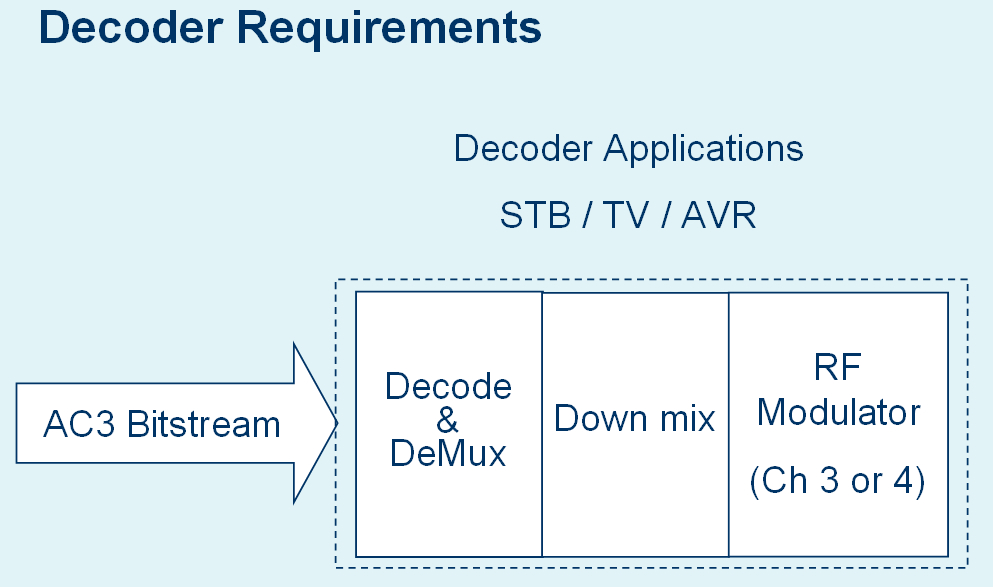 Decoder Requirements
Decoder Applications
STB / TV / AVR
AC3 Bitstream
Decode
&
DeMux
Down mix
RF
Modulator
(Ch 3 or 4)